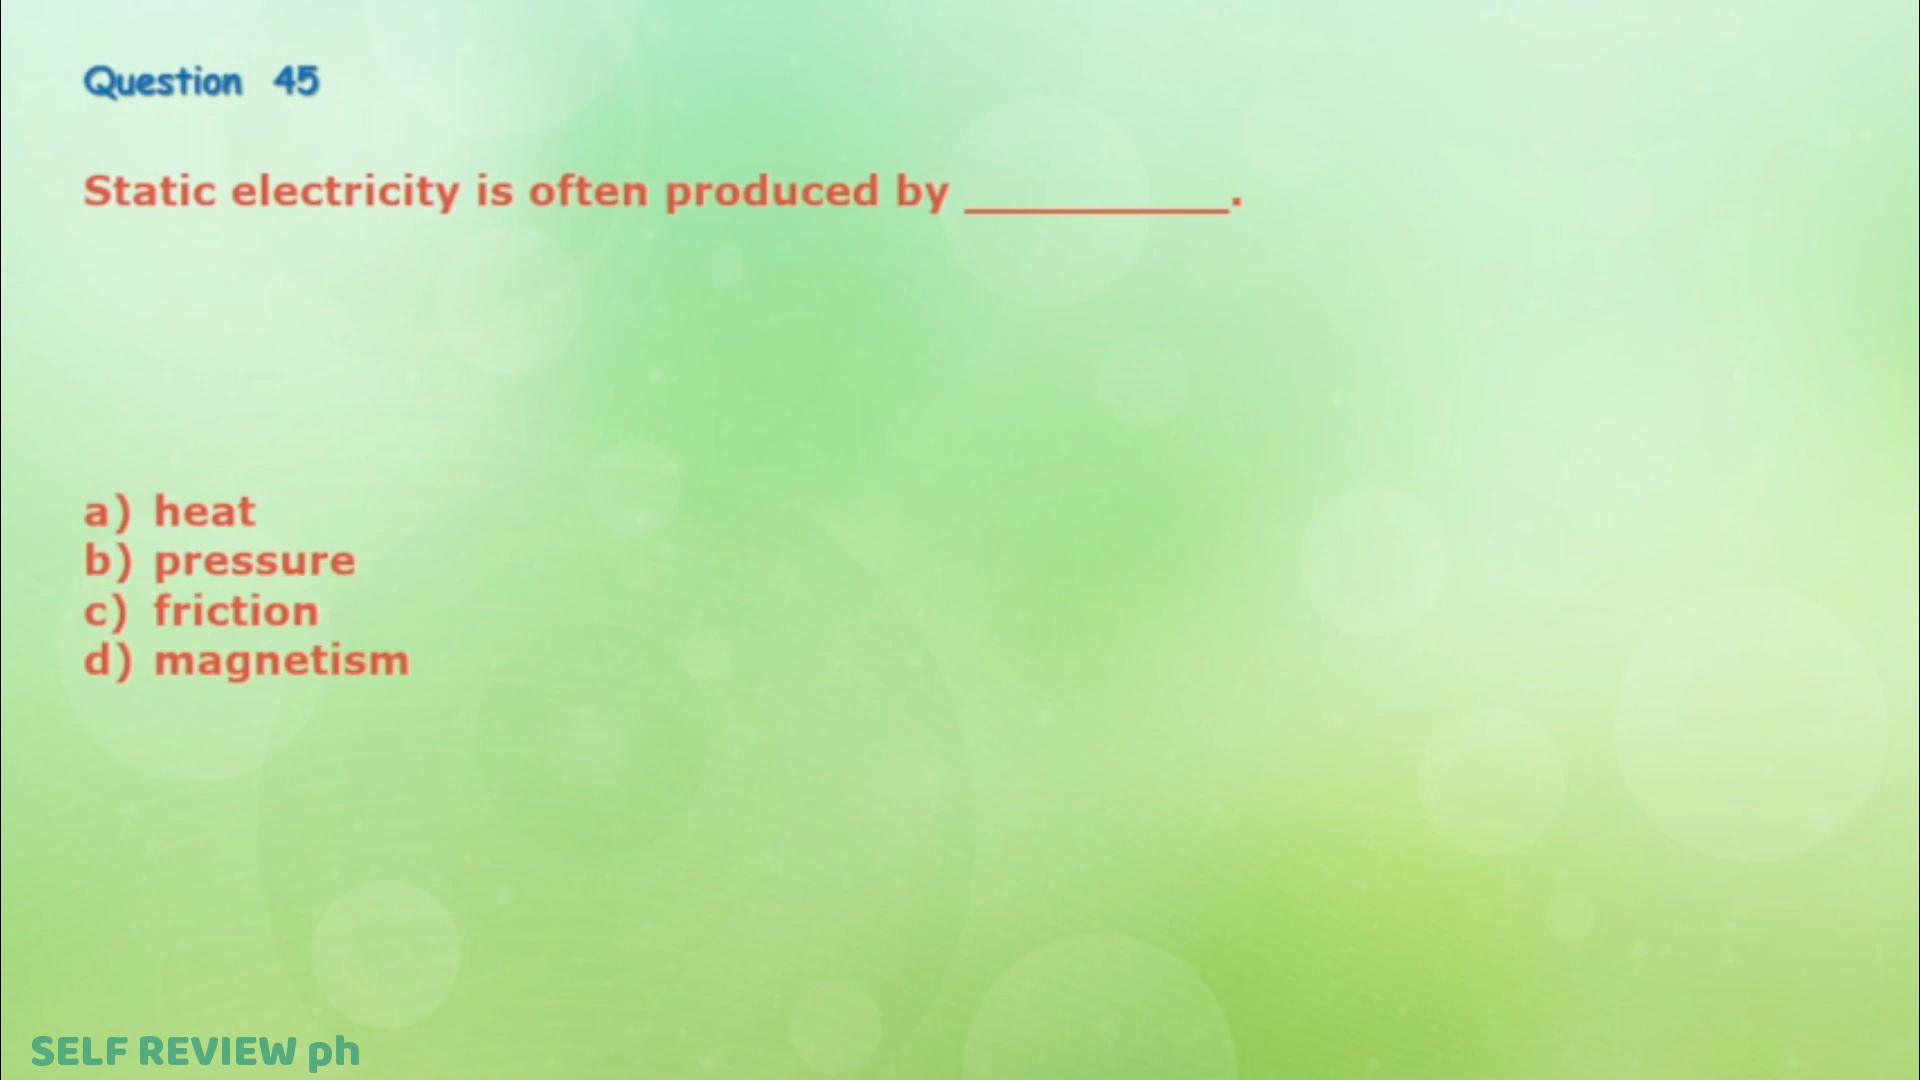 Question 45
Static electricity is often produced by __________.
a) heat
b) pressure
c) friction
d) magnetism
SELF REVIEW ph